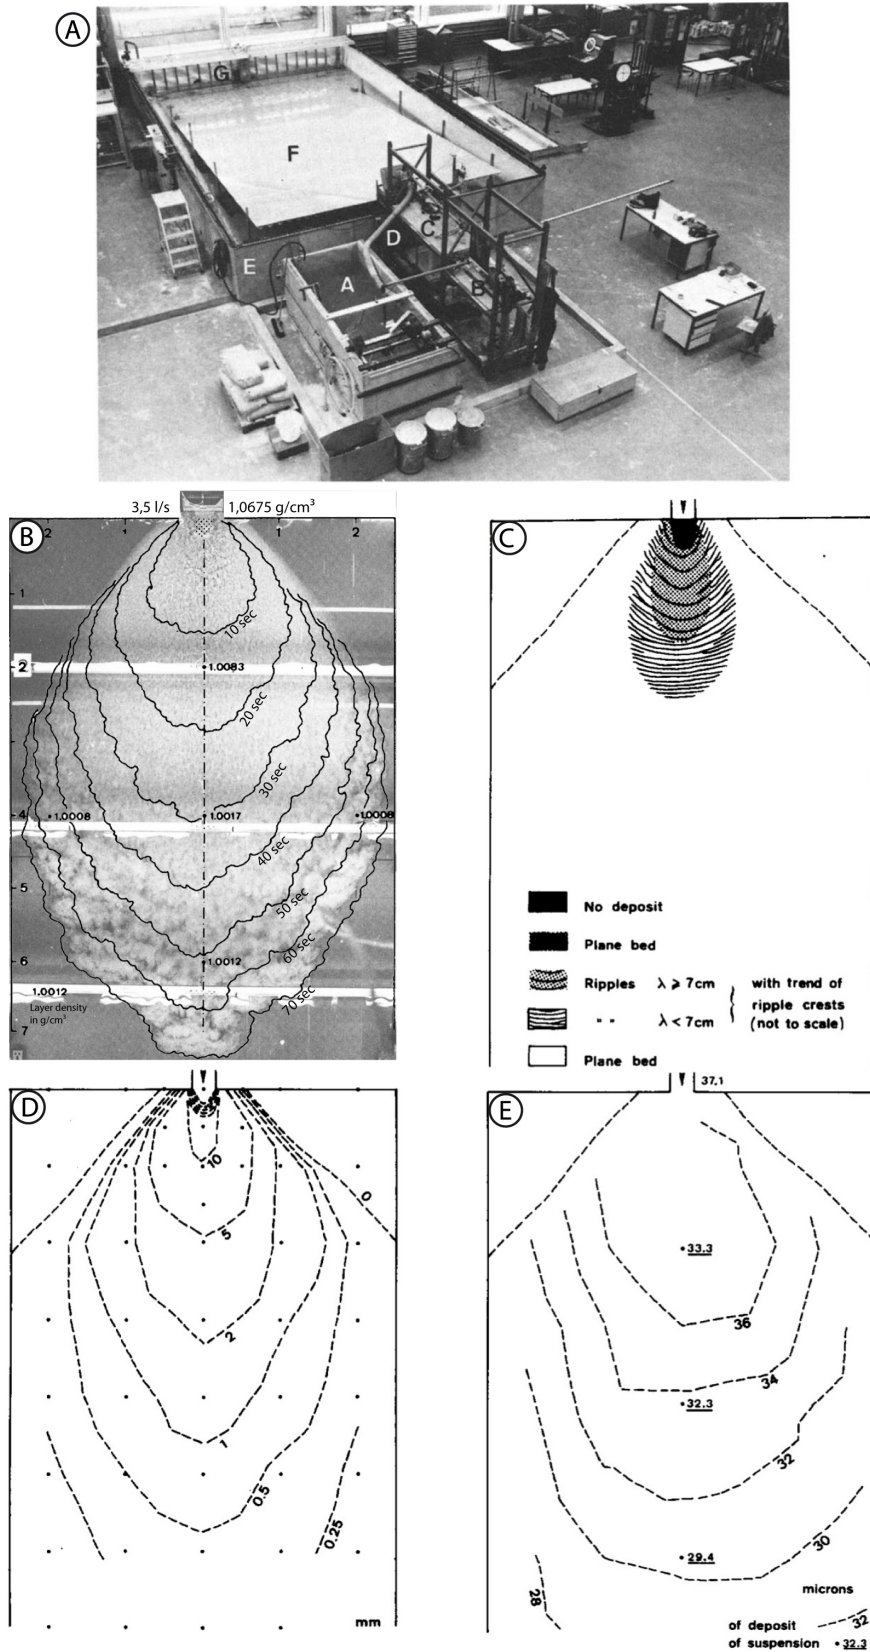 A
G
F
C
D
E
A
B
B
3,5 l/s
1,0675 g/cm³
2
1
1
2
1
10 sec
2
1.0083
20 sec
30 sec
4
1.0008
1.0017
1.0008
40 sec
5
50 sec
6
1.0012
60 sec
1.0012
70 sec
Layer density
in g/cm³
7
C
No deposit
Plane bed
Ripples λ ⩾ 7cm
" " λ < 7cm
with trend of
ripple crests
(not to scale)
Plane bed
D
10
0
5
2
1
0.5
0.25
mm
E
37.1
33.3
36
34
32.3
32
30
29.4
28
microns
of deposit 32
of suspension • 32.3